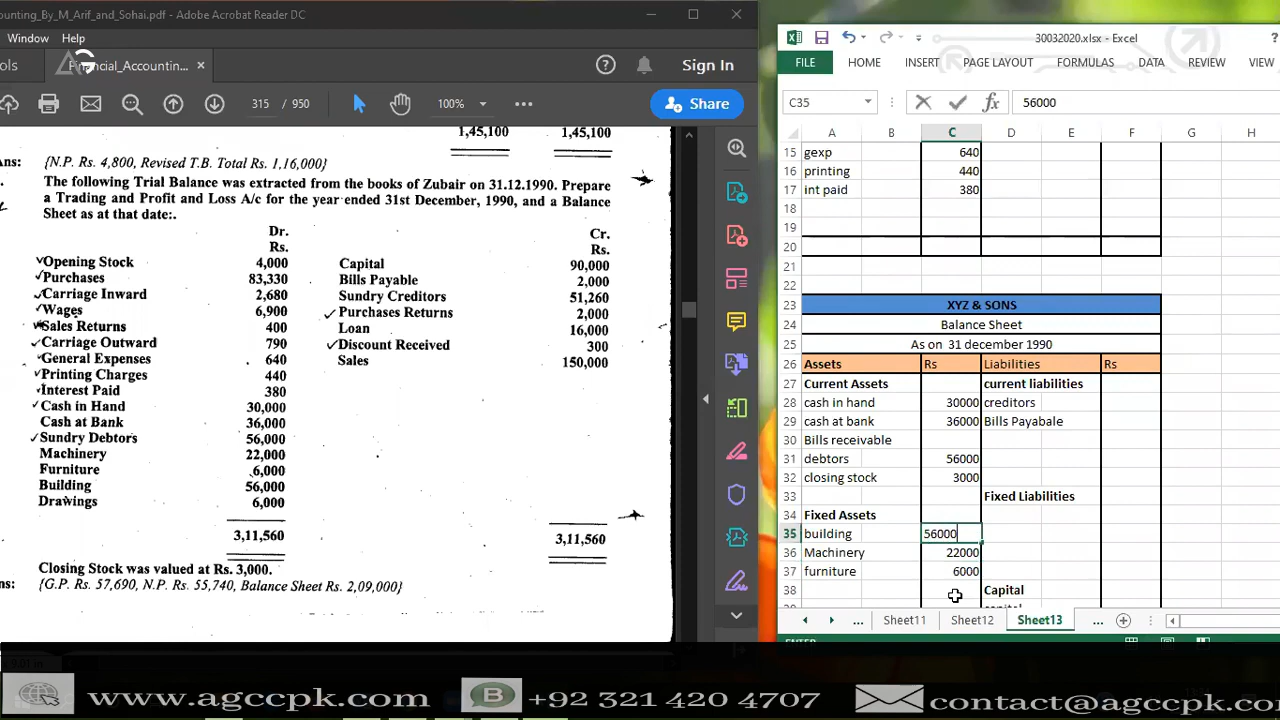 ounting_By_M_Arif_and_Sohai.pdf - Adobe Acrobat Reader DC
Window Help
ols
Financial_Accountin... ×
Sign In
315 / 950
100%
Share
1,45,100 1,45,100
Ans: {N.P. Rs. 4,800, Revised T.B. Total Rs. 1,16,000}
The following Trial Balance was extracted from the books of Zubair on 31.12.1990. Prepare
a Trading and Profit and Loss A/c for the year ended 31st December, 1990, and a Balance
Sheet as at that date:.
Dr. Cr.
Rs. Rs.
Opening Stock 4,000 Capital 90,000
Purchases 83,330 Bills Payable 2,000
Carriage Inward 2,680 Sundry Creditors 51,260
Wages 6,900 Purchases Returns 2,000
Sales Returns 400 Loan 16,000
Carriage Outward 790 Discount Received 300
General Expenses 640 Sales 150,000
Printing Charges 440
Interest Paid 380
Cash in Hand 30,000
Cash at Bank 36,000
Sundry Debtors 56,000
Machinery 22,000
Furniture 6,000
Building 56,000
Drawings 6,000
3,11,560 3,11,560
Closing Stock was valued at Rs. 3,000.
ns: {G.P. Rs. 57,690, N.P. Rs. 55,740, Balance Sheet Rs. 2,09,000}
30032020.xlsx - Excel
FILE HOME INSERT PAGE LAYOUT FORMULAS DATA REVIEW VIEW
C35 fx 56000
A B C D E F G H
15 gexp 640
16 printing 440
17 int paid 380
18
19
20
21
22
23 XYZ & SONS
24 Balance Sheet
25 As on 31 december 1990
26 Assets Rs Liabilities Rs
27 Current Assets current liabilities
28 cash in hand 30000 creditors
29 cash at bank 36000 Bills Payabale
30 Bills receivable
31 debtors 56000
32 closing stock 3000
33 Fixed Liabilities
34 Fixed Assets
35 building 56000
36 Machinery 22000
37 furniture 6000
38 Capital
... Sheet11 Sheet12 Sheet13 ...
www.agccpk.com +92 321 420 4707 contact@agccpk.com